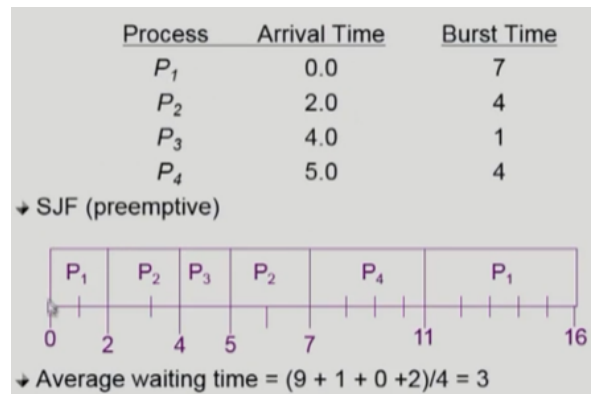 Process Arrival Time Burst Time
P1 0.0 7
P2 2.0 4
P3 4.0 1
P4 5.0 4
SJF (preemptive)
P1 P2 P3 P2 P4 P1
0 2 4 5 7 11 16
Average waiting time = (9 + 1 + 0 +2)/4 = 3